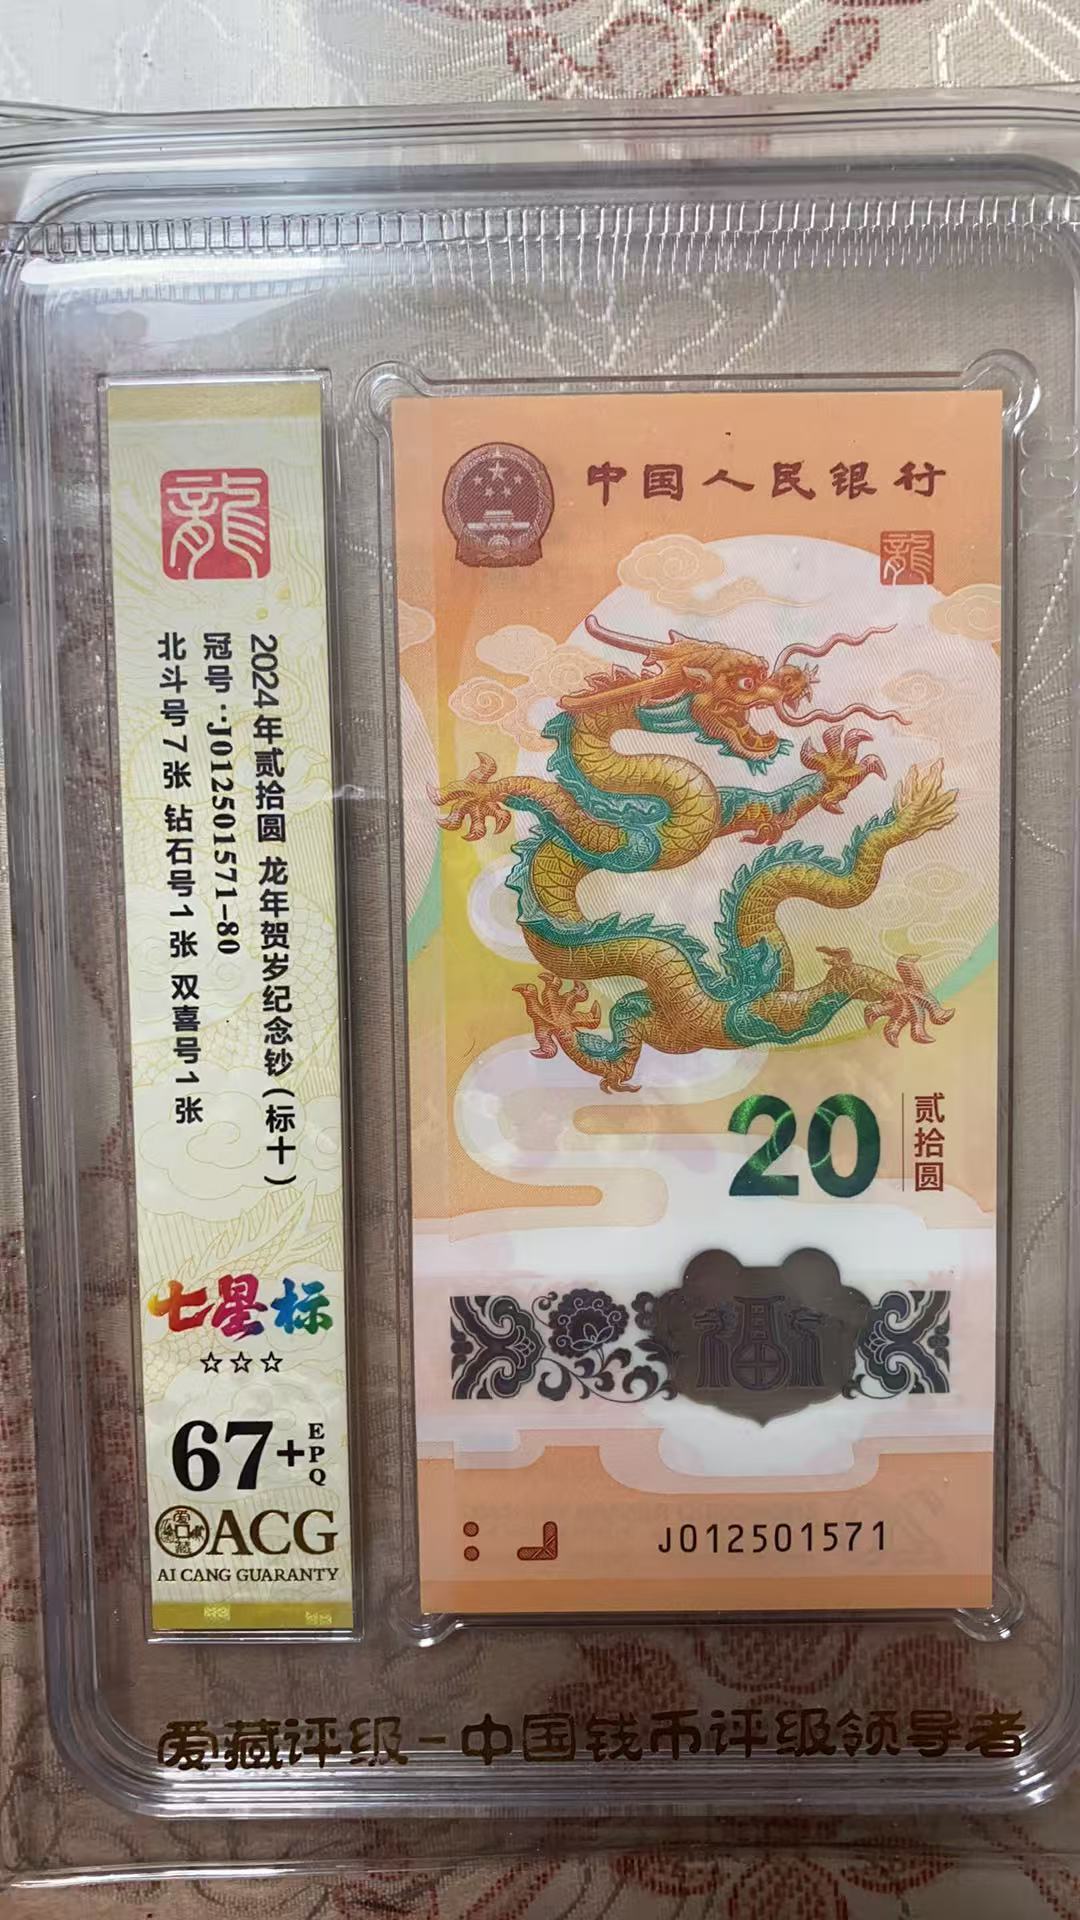 龍
2024年贰拾圆 龙年贺岁纪念钞(标十)
冠号:J012501571-80
北斗号7张 钻石号1张 双喜号1张
七星标
☆☆☆
67+EPQ
ACG
AI CANG GUARANTY
中国人民银行
龍
20 贰拾圆
J012501571
爱藏评级-中国钱币评级领导者